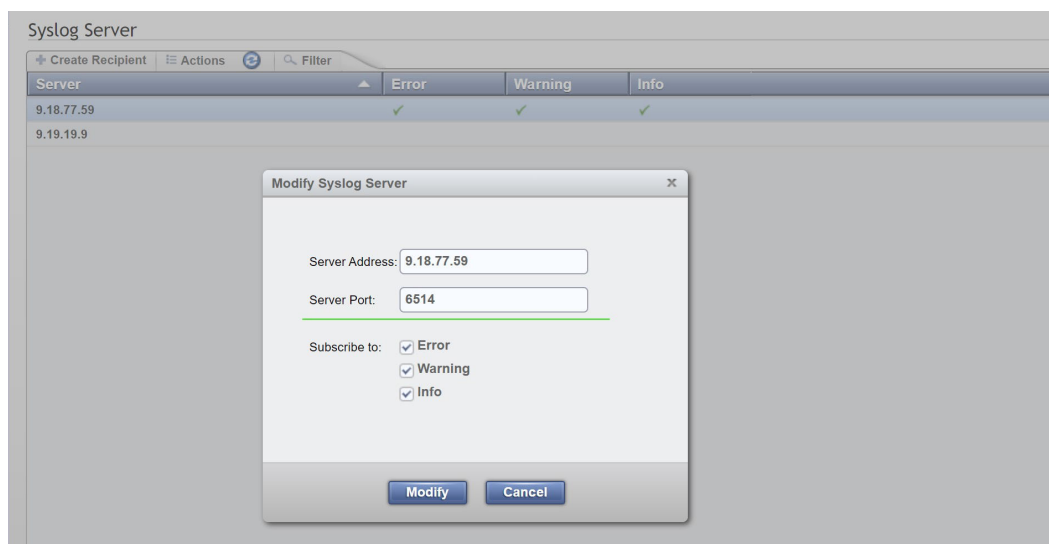 Syslog Server
Create Recipient Actions Filter
Server Error Warning Info
9.18.77.59
9.19.19.9
Modify Syslog Server x
Server Address: 9.18.77.59
Server Port: 6514
Subscribe to: Error
Warning
Info
Modify Cancel